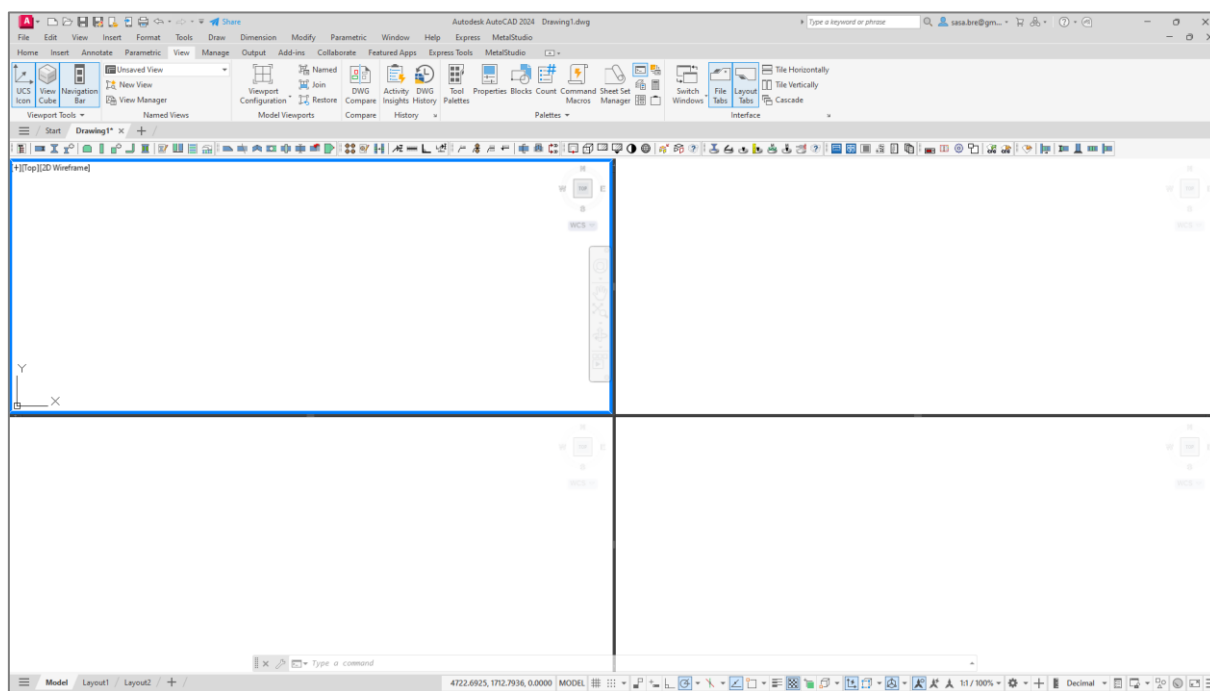 A Share Autodesk AutoCAD 2024 Drawing1.dwg Type a keyword or phrase sasa.bre@gm...
File Edit View Insert Format Tools Draw Dimension Modify Parametric Window Help Express MetalStudio
Home Insert Annotate Parametric View Manage Output Add-ins Collaborate Featured Apps Express Tools MetalStudio
Unsaved View Named Tile Horizontally
New View Join Tile Vertically
UCS Icon View Cube Navigation Bar View Manager Viewport Configuration Restore DWG Compare Activity Insights DWG History Tool Palettes Properties Blocks Count Command Macros Sheet Set Manager Switch Windows File Tabs Layout Tabs Cascade
Viewport Tools Named Views Model Viewports Compare History Palettes Interface
Start Drawing1* × +
[+][Top][2D Wireframe]
W TOP E
WCS
Y
X
W TOP E
WCS
Type a command
Model Layout1 Layout2 + 4722.6925, 1712.7936, 0.0000 MODEL 1:1 / 100% Decimal